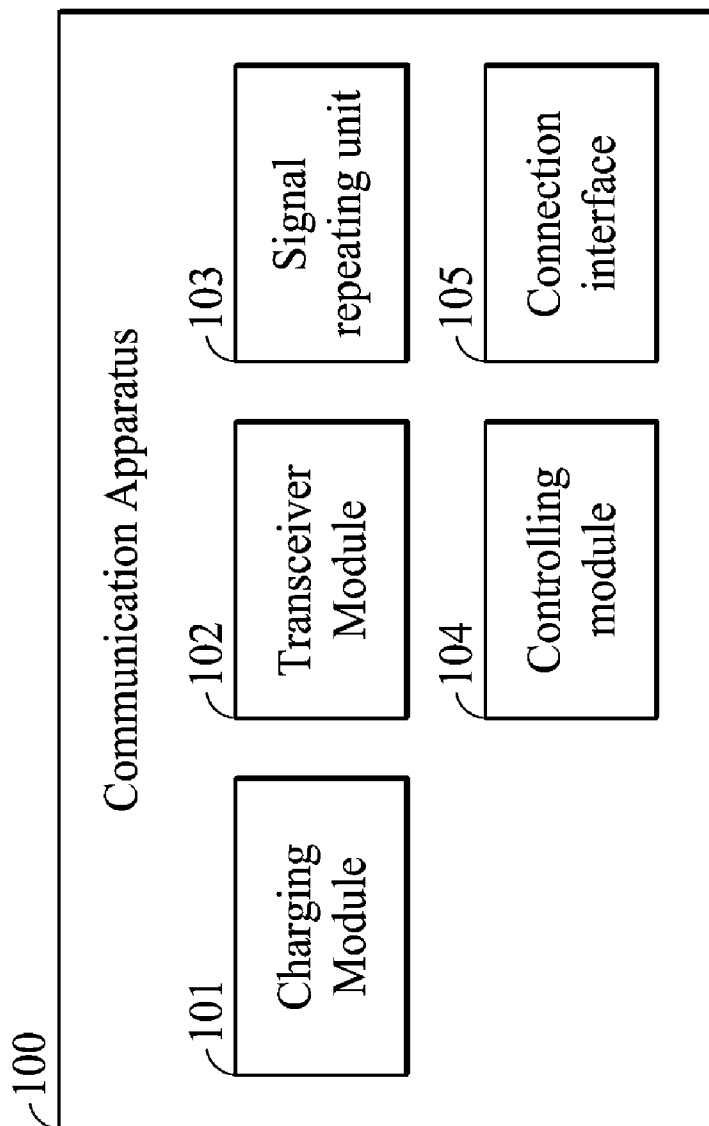 100
Communication Apparatus
101
Charging
Module
102
Transceiver
Module
103
Signal
repeating unit
104
Controlling
module
105
Connection
interface